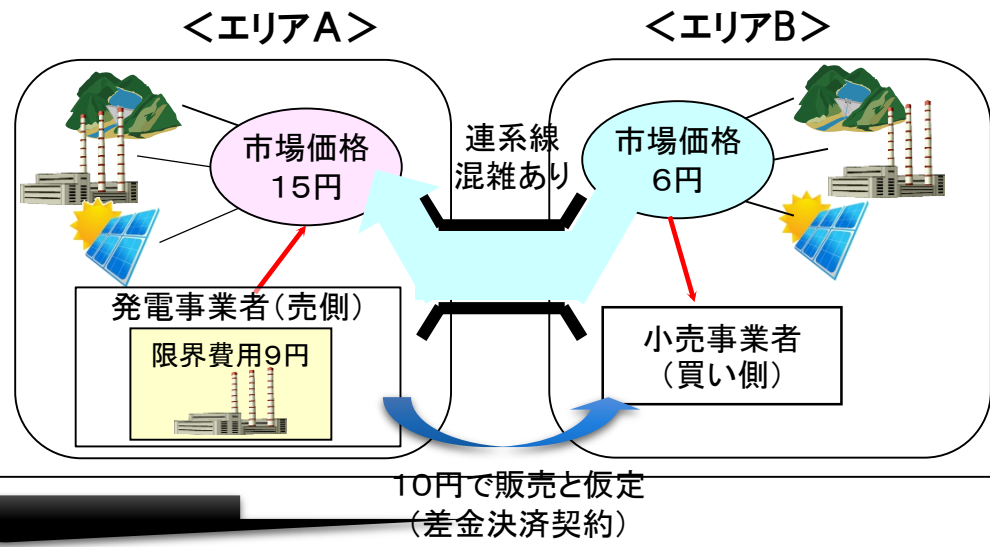 ＜エリアA＞
＜エリアB＞
市場価格
15円
連系線
混雑あり
市場価格
6円
発電事業者（売側）
限界費用9円
小売事業者
（買い側）
10円で販売と仮定
（差金決済契約）